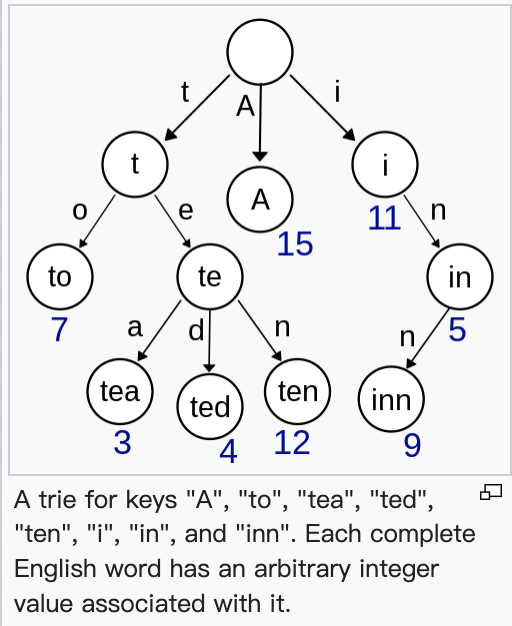 t A i
t A i
15 11
o e n
to te in
7 5
a d n n
tea ted ten inn
3 4 12 9
A trie for keys "A", "to", "tea", "ted",
"ten", "i", "in", and "inn". Each complete
English word has an arbitrary integer
value associated with it.